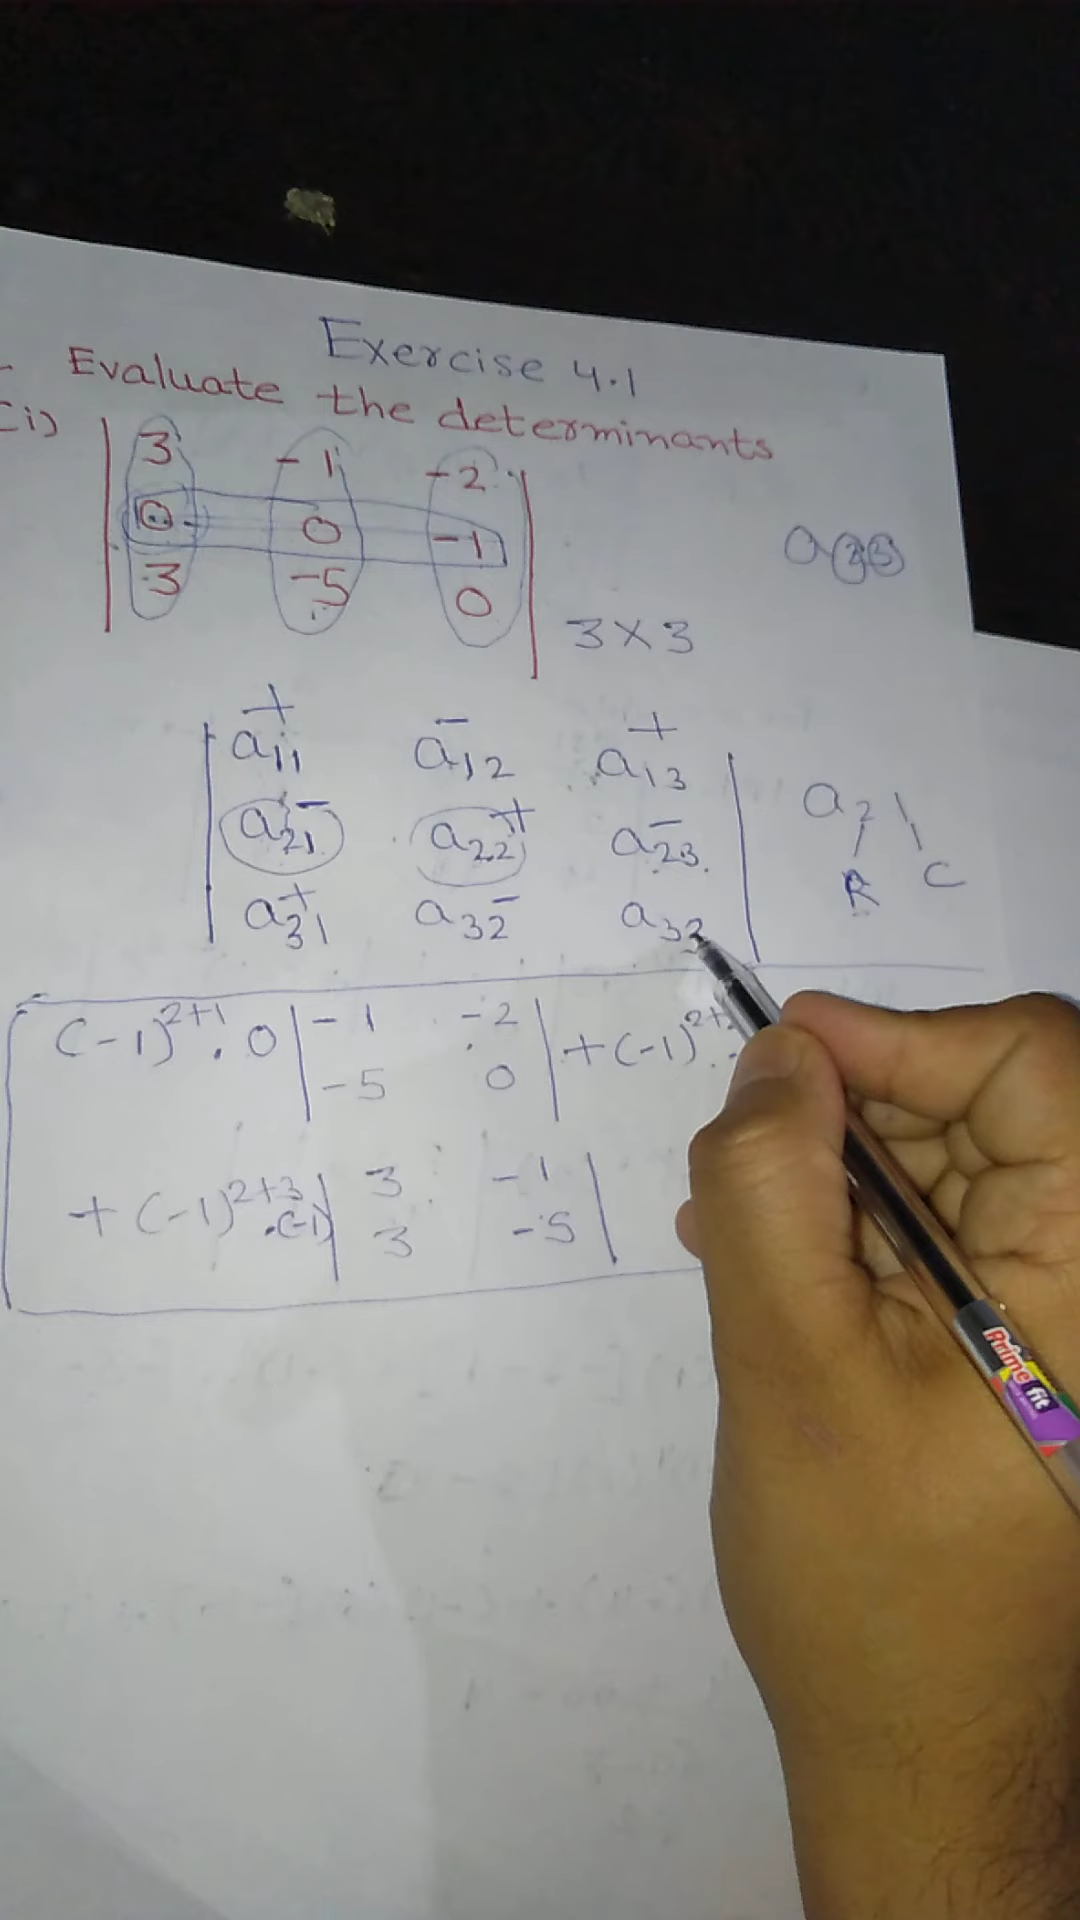 Exercise 4.1
Evaluate the determinants
(i)
3 -1 -2
0 0 -1
3 -5 0
3×3
+ - +
a11 a12 a13
a21 - a22 + a23 -
a31 + a32 - a33
a21
R C
(-1)^2+1 . 0 | -1 -2 | + (-1)^2+
-5 0
+ (-1)^2+3 .(-1) | 3 -1 |
3 -5
Prime fit